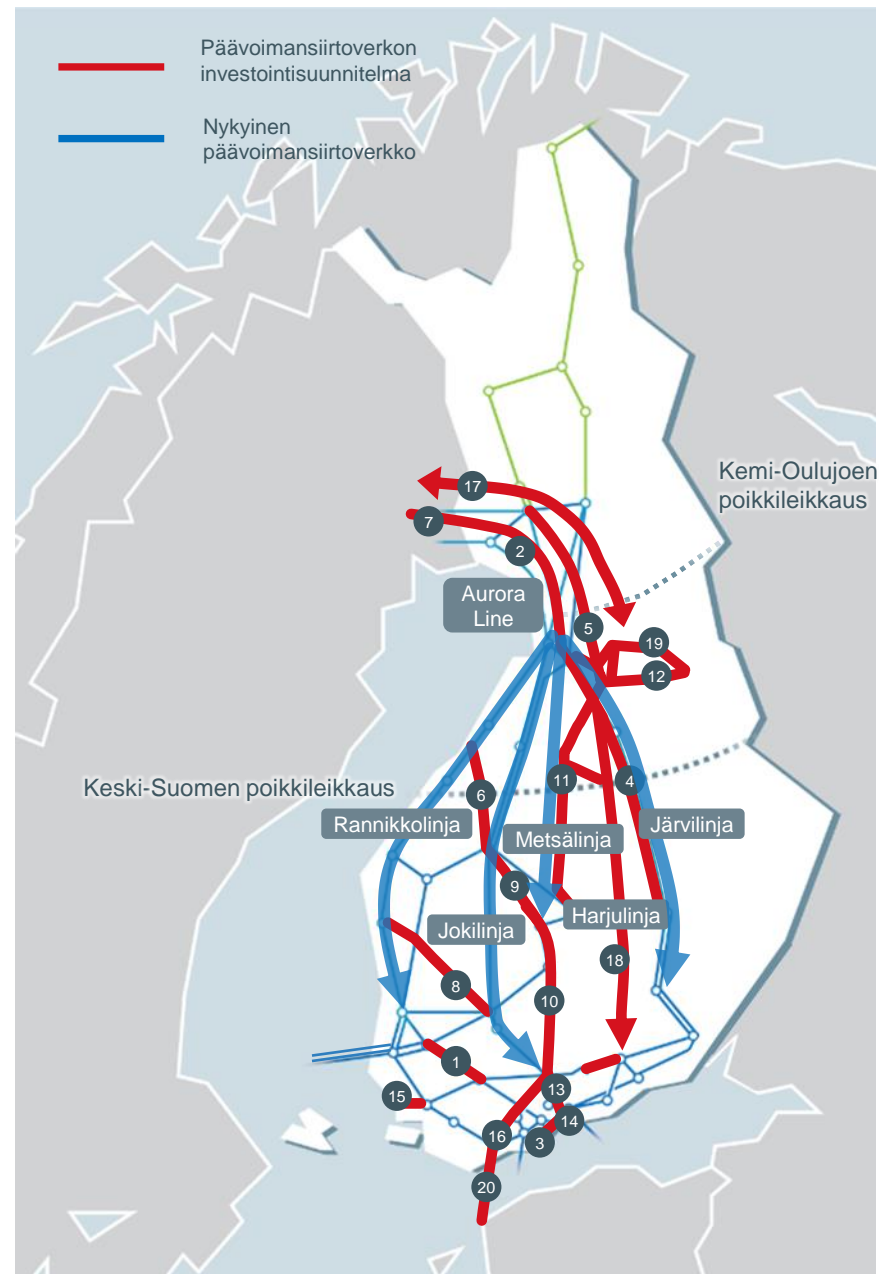 Päävoimansiirtoverkon
investointisuunnitelma
Nykyinen
päävoimansiirtoverkko
Kemi-Oulujoen
poikkileikkaus
17
7
2
Aurora
Line
5
19
12
Keski-Suomen poikkileikkaus
11
4
6
Rannikkolinja
Metsälinja
Järvilinja
9
Harjulinja
Jokilinja
18
8
10
1
13
15
14
16
3
20